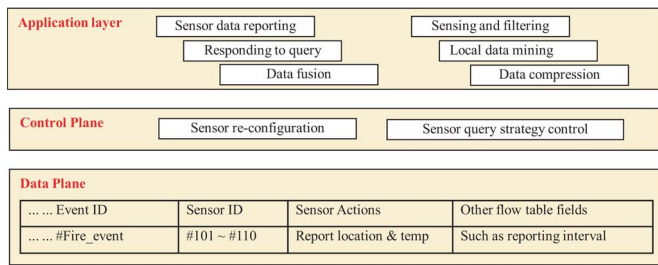 Application layer
Sensor data reporting
Sensing and filtering
Responding to query
Local data mining
Data fusion
Data compression
Control Plane
Sensor re-configuration
Sensor query strategy control
Data Plane
... ... Event ID Sensor ID Sensor Actions Other flow table fields
... ... #Fire_event #101 ~ #110 Report location & temp Such as reporting interval